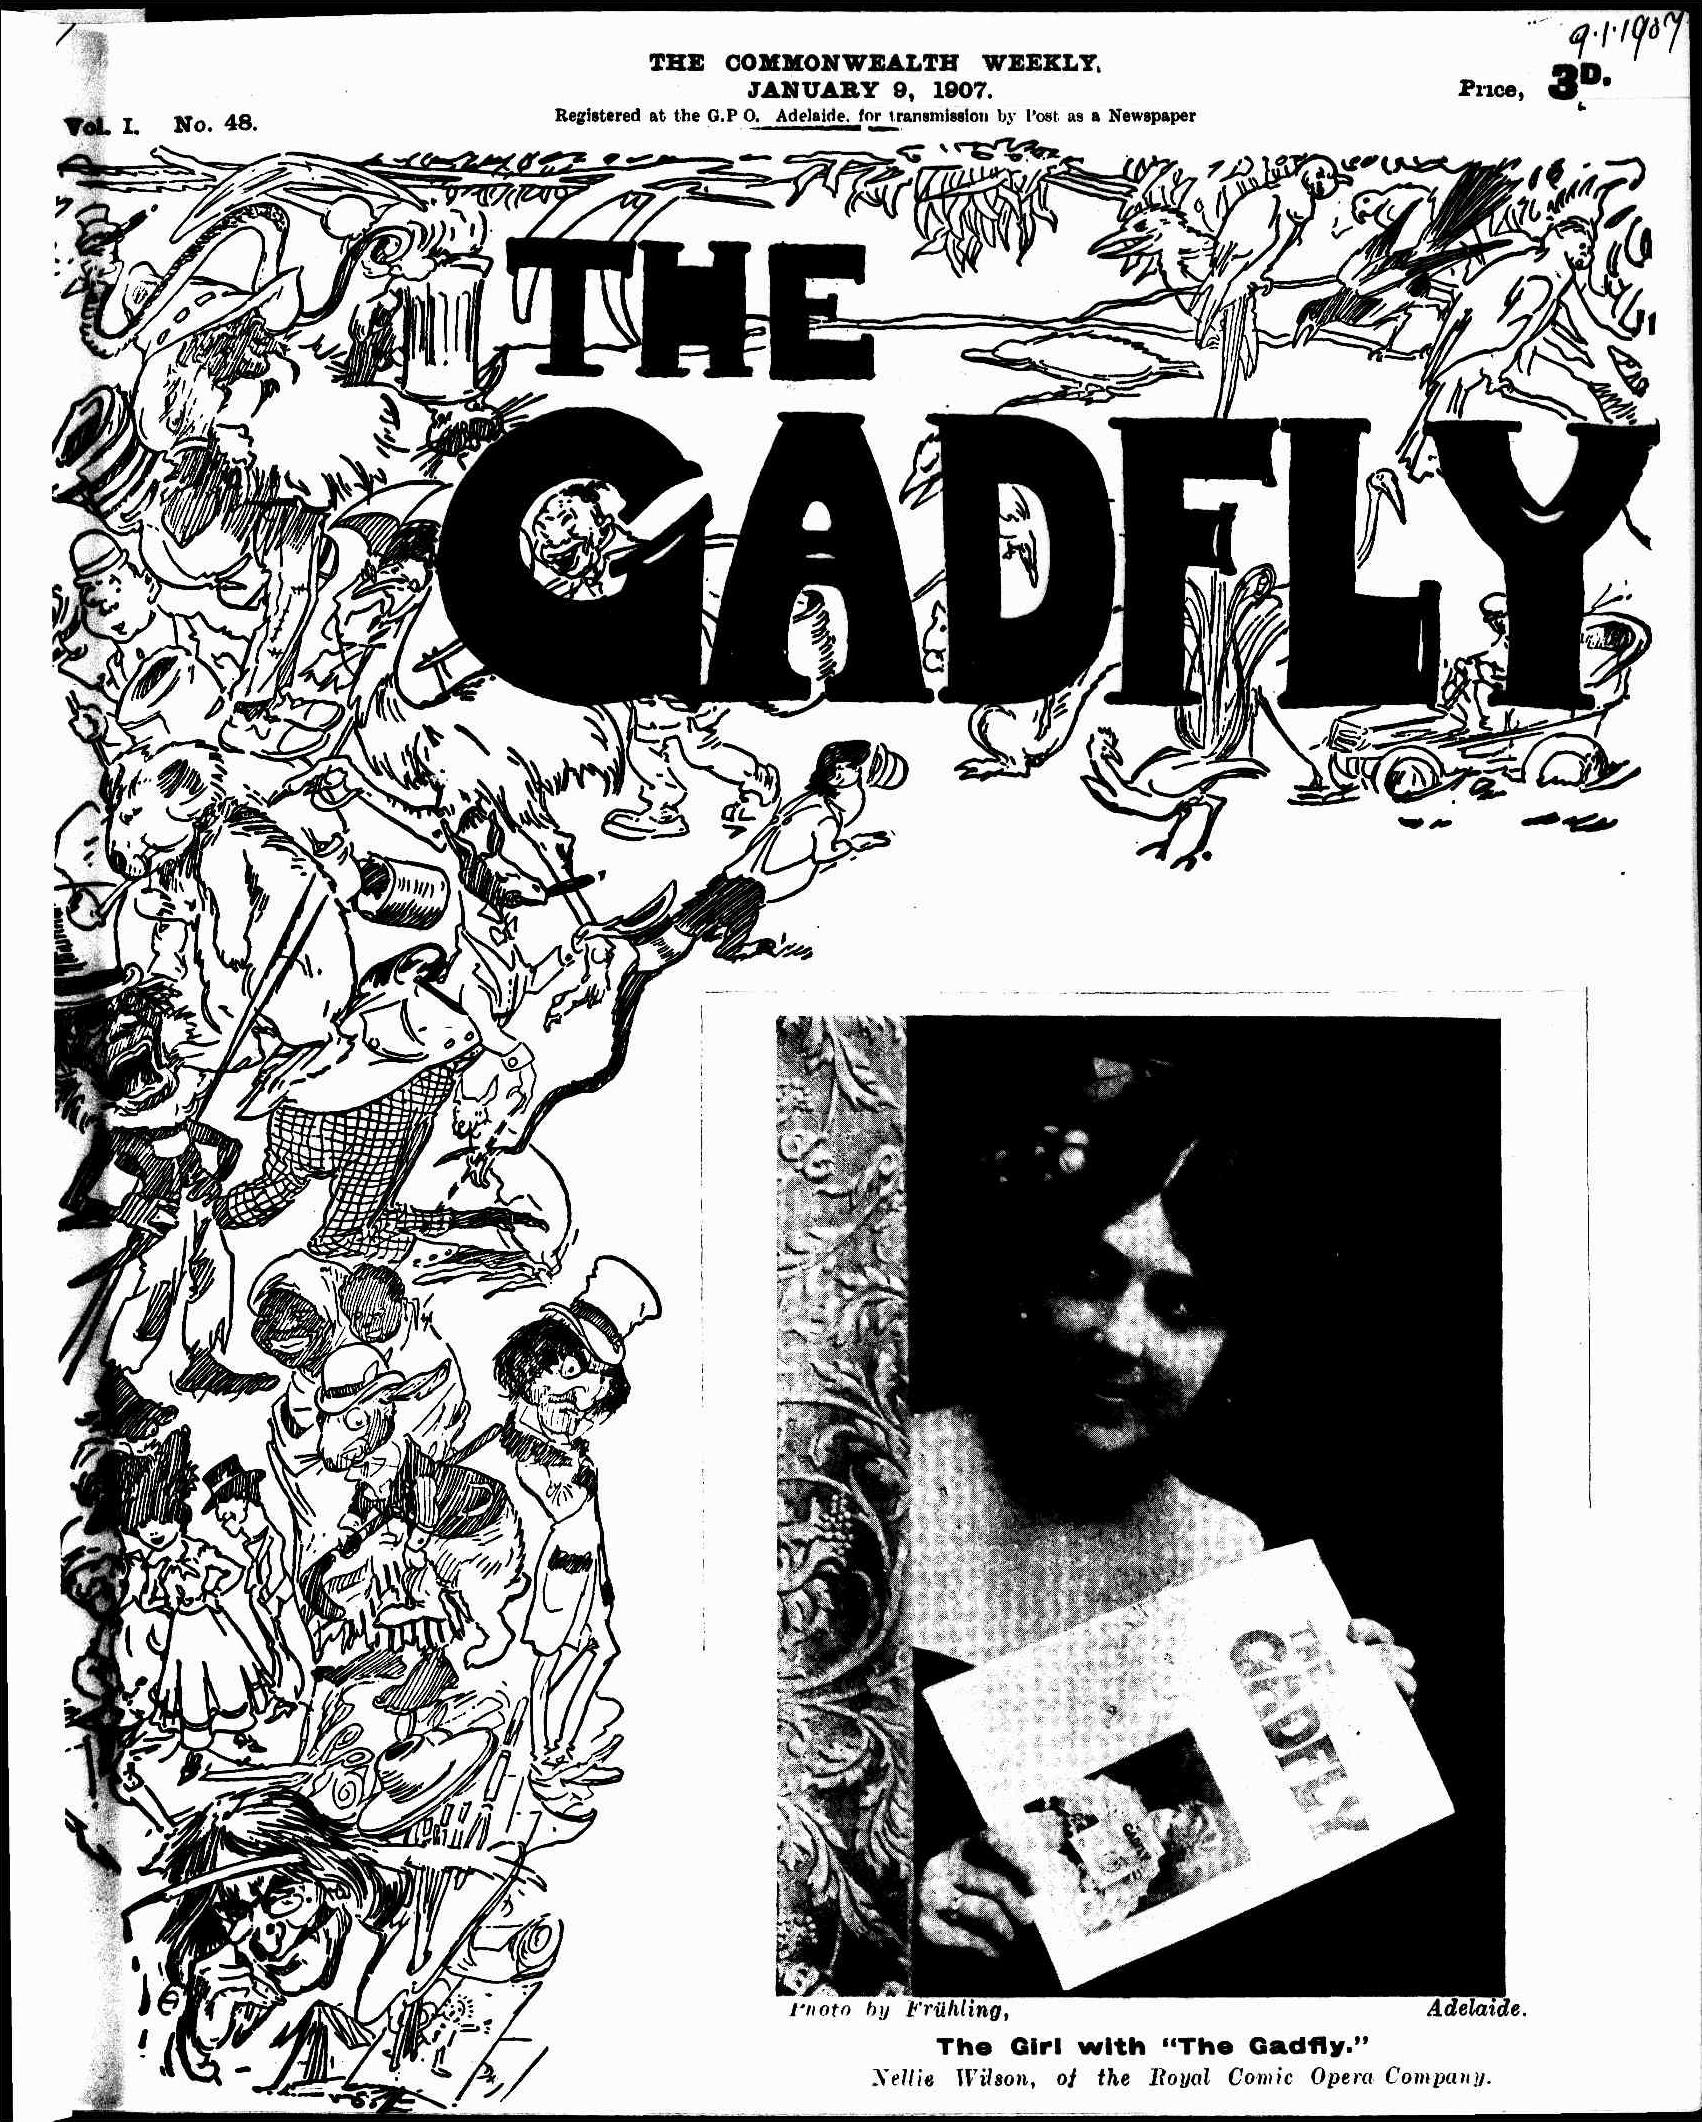 9.1.1907
THE COMMONWEALTH WEEKLY,
JANUARY 9, 1907.
Price, 3D.
Registered at the G.P O. Adelaide, for transmission by Post as a Newspaper
Vol. I. No. 48.
THE
GADFLY
THE
GADFLY
Photo by Frühling, Adelaide.
The Girl with "The Gadfly."
Nellie Wilson, of the Royal Comic Opera Company.